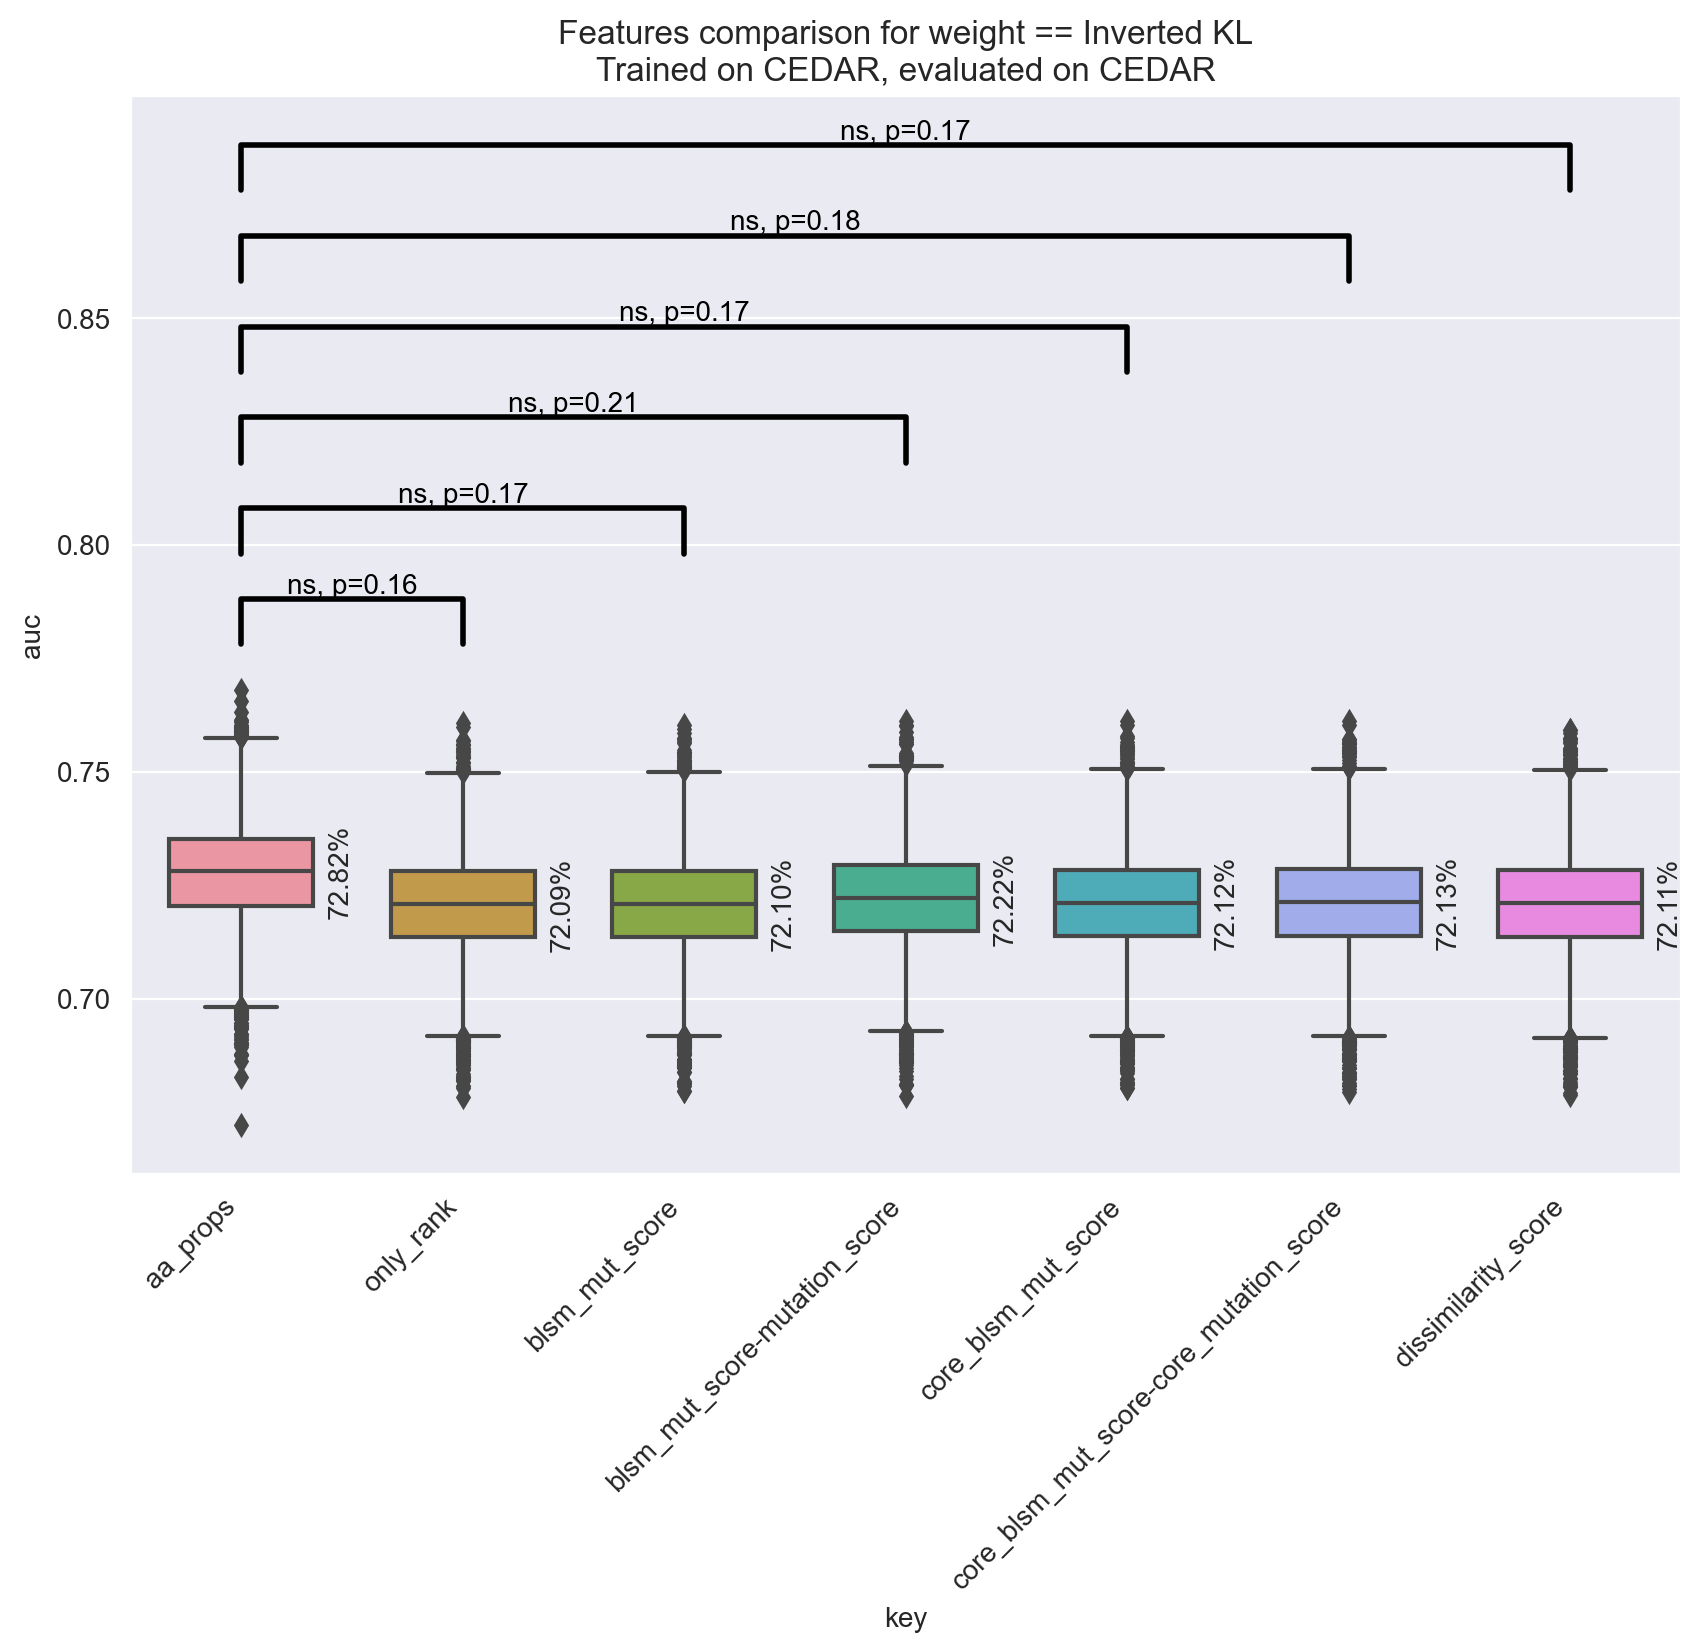 Features comparison for weight == Inverted KL
Trained on CEDAR, evaluated on CEDAR
ns, p=0.17
ns, p=0.18
ns, p=0.17
ns, p=0.21
ns, p=0.17
ns, p=0.16
0.85
0.80
0.75
0.70
auc
72.82%
72.09%
72.10%
72.22%
72.12%
72.13%
72.11%
aa_props
only_rank
blsm_mut_score
blsm_mut_score-mutation_score
core_blsm_mut_score
core_blsm_mut_score-core_mutation_score
dissimilarity_score
key